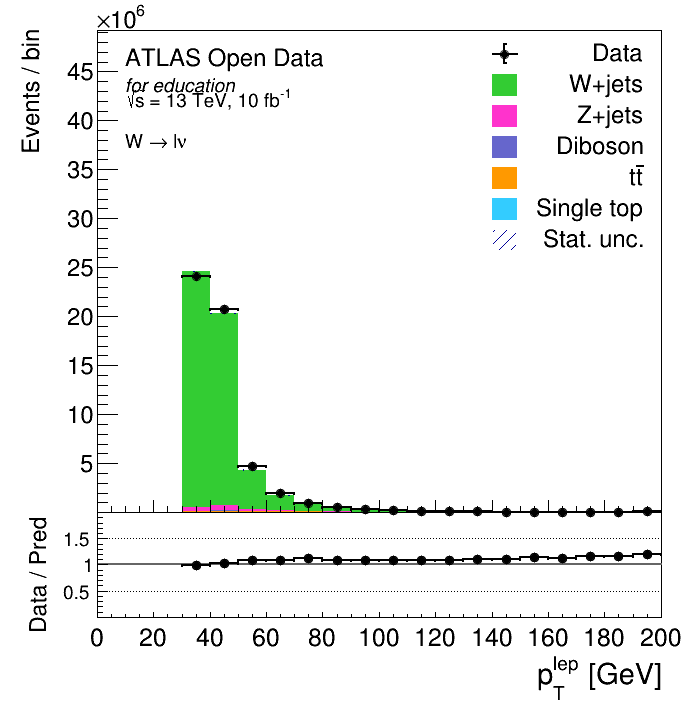 ×10⁶
Events / bin
45
40
35
30
25
20
15
10
5
ATLAS Open Data
for education
√s = 13 TeV, 10 fb⁻¹
W → lν
Data
W+jets
Z+jets
Diboson
tt̄
Single top
Stat. unc.
Data / Pred
1.5
1
0.5
0 20 40 60 80 100 120 140 160 180 200
p_T^lep [GeV]